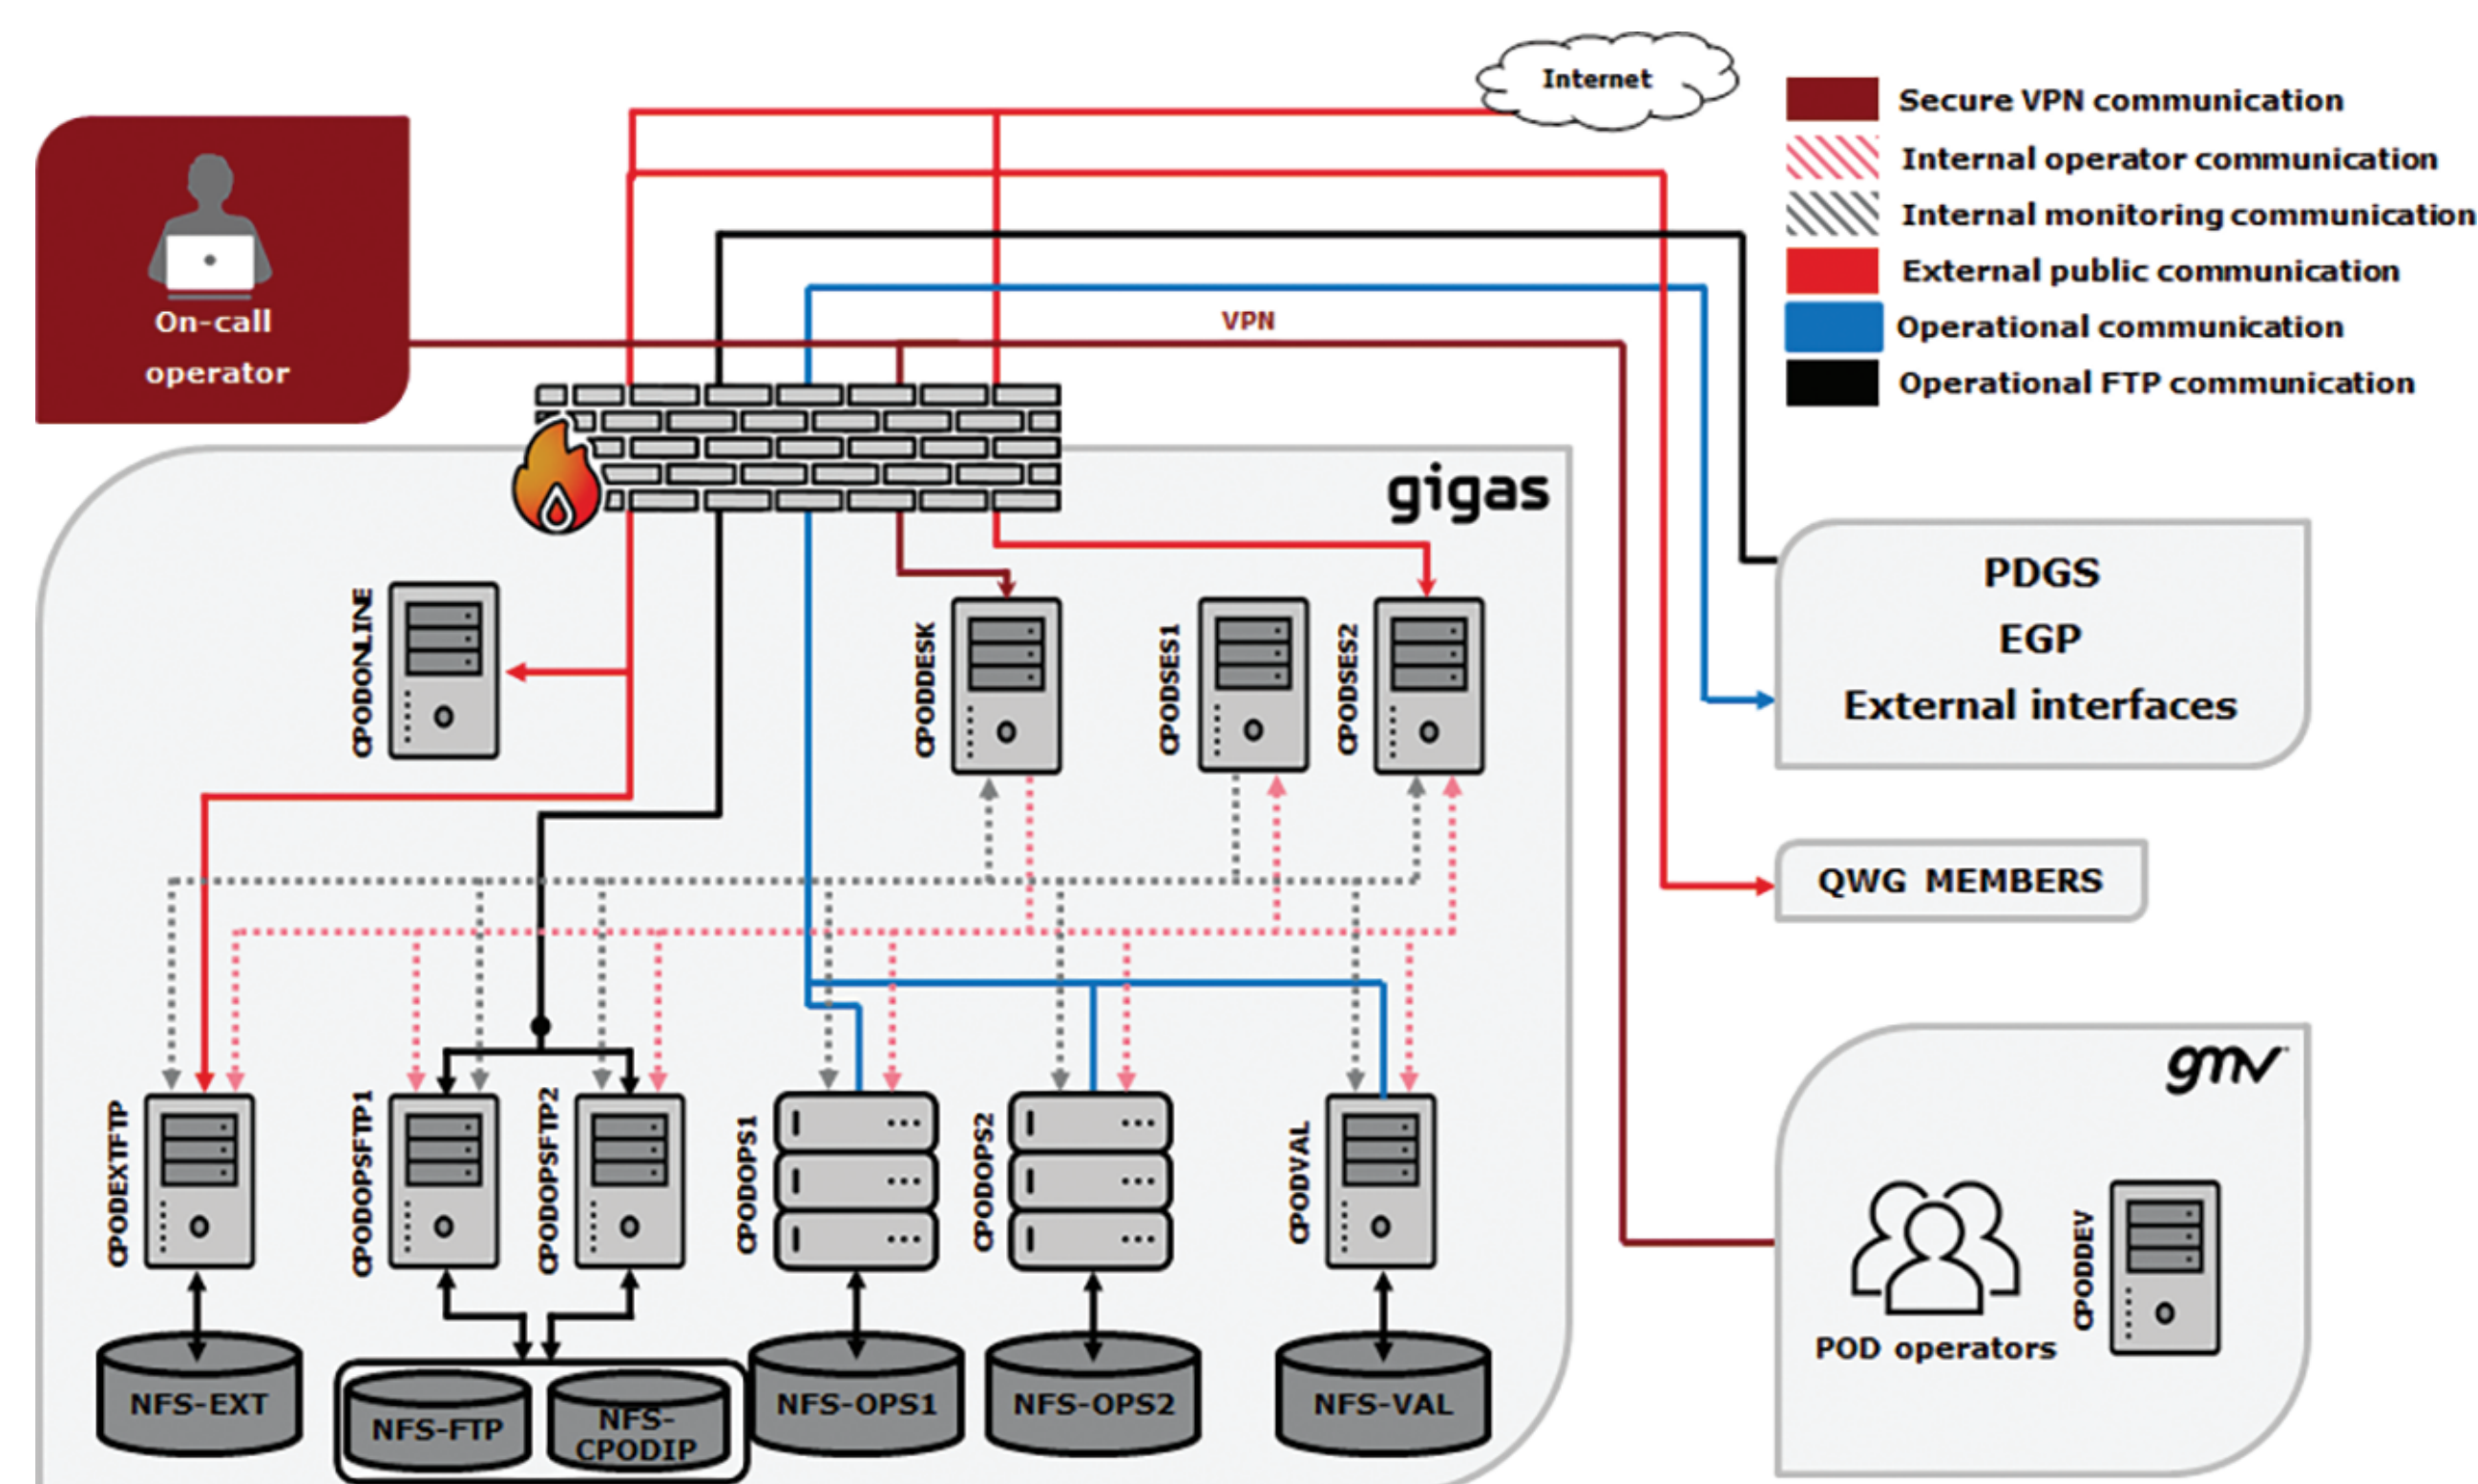 Internet
Secure VPN communication
Internal operator communication
Internal monitoring communication
External public communication
Operational communication
Operational FTP communication
On-call
operator
VPN
gigas
PDGS
EGP
External interfaces
CPODONLINE
CPODDESK
CPODSES1
CPODSES2
QWG MEMBERS
gmv
CPODEXTFTP
CPODOPSFTP1
CPODOPSFTP2
CPODOPS1
CPODOPS2
CPODVAL
CPODDEV
POD operators
NFS-EXT
NFS-FTP
NFS-
CPODIP
NFS-OPS1
NFS-OPS2
NFS-VAL